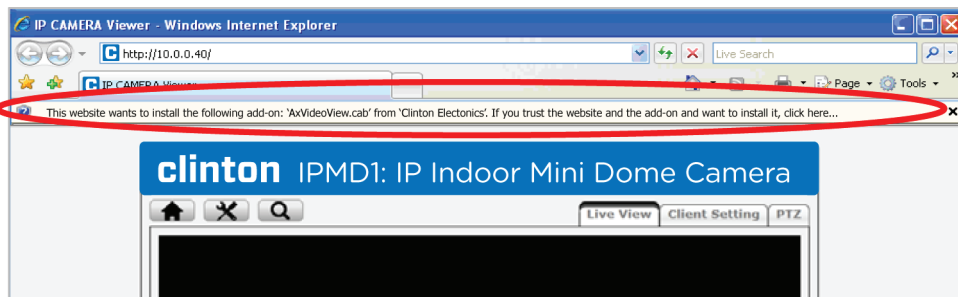 IP CAMERA Viewer - Windows Internet Explorer
http://10.0.0.40/
Live Search
IP CAMERA Viewer
Page Tools
This website wants to install the following add-on: 'AxVideoView.cab' from 'Clinton Electonics'. If you trust the website and the add-on and want to install it, click here...
clinton IPMD1: IP Indoor Mini Dome Camera
Live View Client Setting PTZ